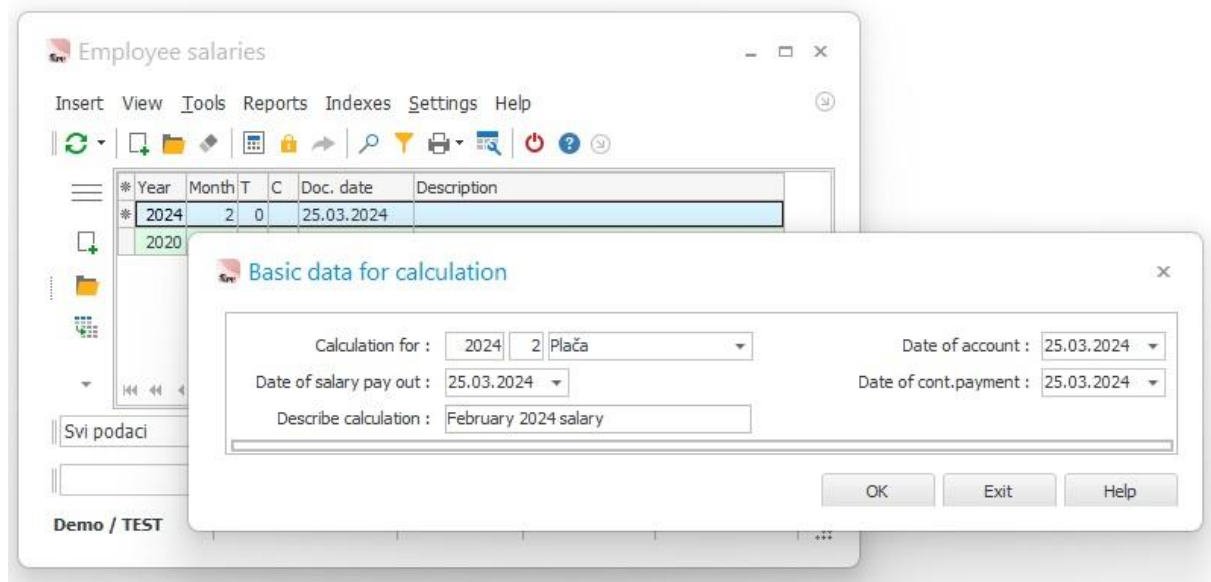 Employee salaries
Insert View Tools Reports Indexes Settings Help
Year Month T C Doc. date Description
2024 2 0 25.03.2024
2020
Basic data for calculation
Calculation for : 2024 2 Plača Date of account : 25.03.2024
Date of salary pay out : 25.03.2024 Date of cont.payment : 25.03.2024
Describe calculation : February 2024 salary
Svi podaci
OK Exit Help
Demo / TEST